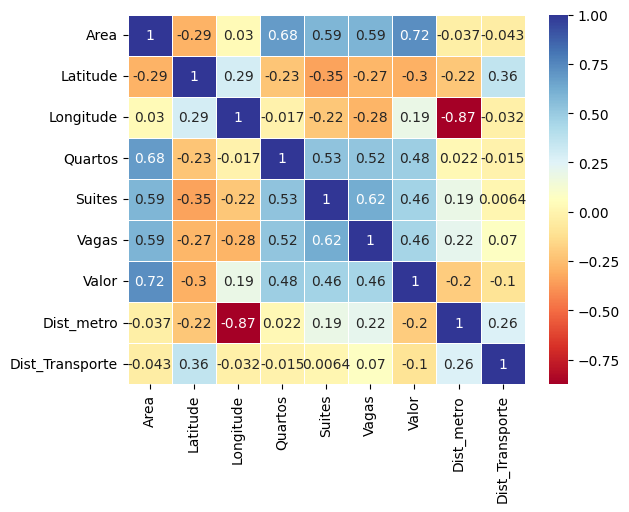 Area 1 -0.29 0.03 0.68 0.59 0.59 0.72 -0.037 -0.043
Latitude -0.29 1 0.29 -0.23 -0.35 -0.27 -0.3 -0.22 0.36
Longitude 0.03 0.29 1 -0.017 -0.22 -0.28 0.19 -0.87 -0.032
Quartos 0.68 -0.23 -0.017 1 0.53 0.52 0.48 0.022 -0.015
Suites 0.59 -0.35 -0.22 0.53 1 0.62 0.46 0.19 0.0064
Vagas 0.59 -0.27 -0.28 0.52 0.62 1 0.46 0.22 0.07
Valor 0.72 -0.3 0.19 0.48 0.46 0.46 1 -0.2 -0.1
Dist_metro -0.037 -0.22 -0.87 0.022 0.19 0.22 -0.2 1 0.26
Dist_Transporte -0.043 0.36 -0.032 -0.015 0.0064 0.07 -0.1 0.26 1
Area
Latitude
Longitude
Quartos
Suites
Vagas
Valor
Dist_metro
Dist_Transporte
1.00
0.75
0.50
0.25
0.00
-0.25
-0.50
-0.75